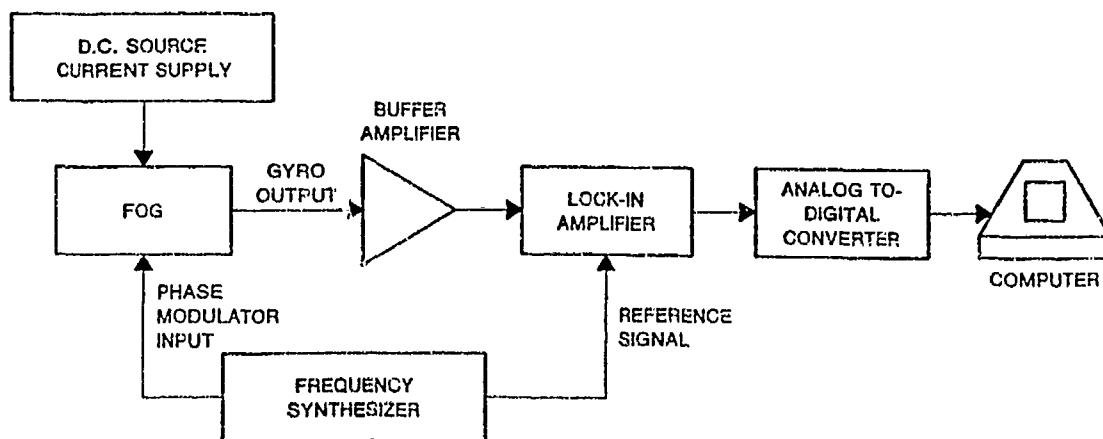 D.C. SOURCE
CURRENT SUPPLY
BUFFER
AMPLIFIER
GYRO
OUTPUT
FOG
LOCK-IN
AMPLIFIER
ANALOG TO-
DIGITAL
CONVERTER
COMPUTER
PHASE
MODULATOR
INPUT
REFERENCE
SIGNAL
FREQUENCY
SYNTHESIZER